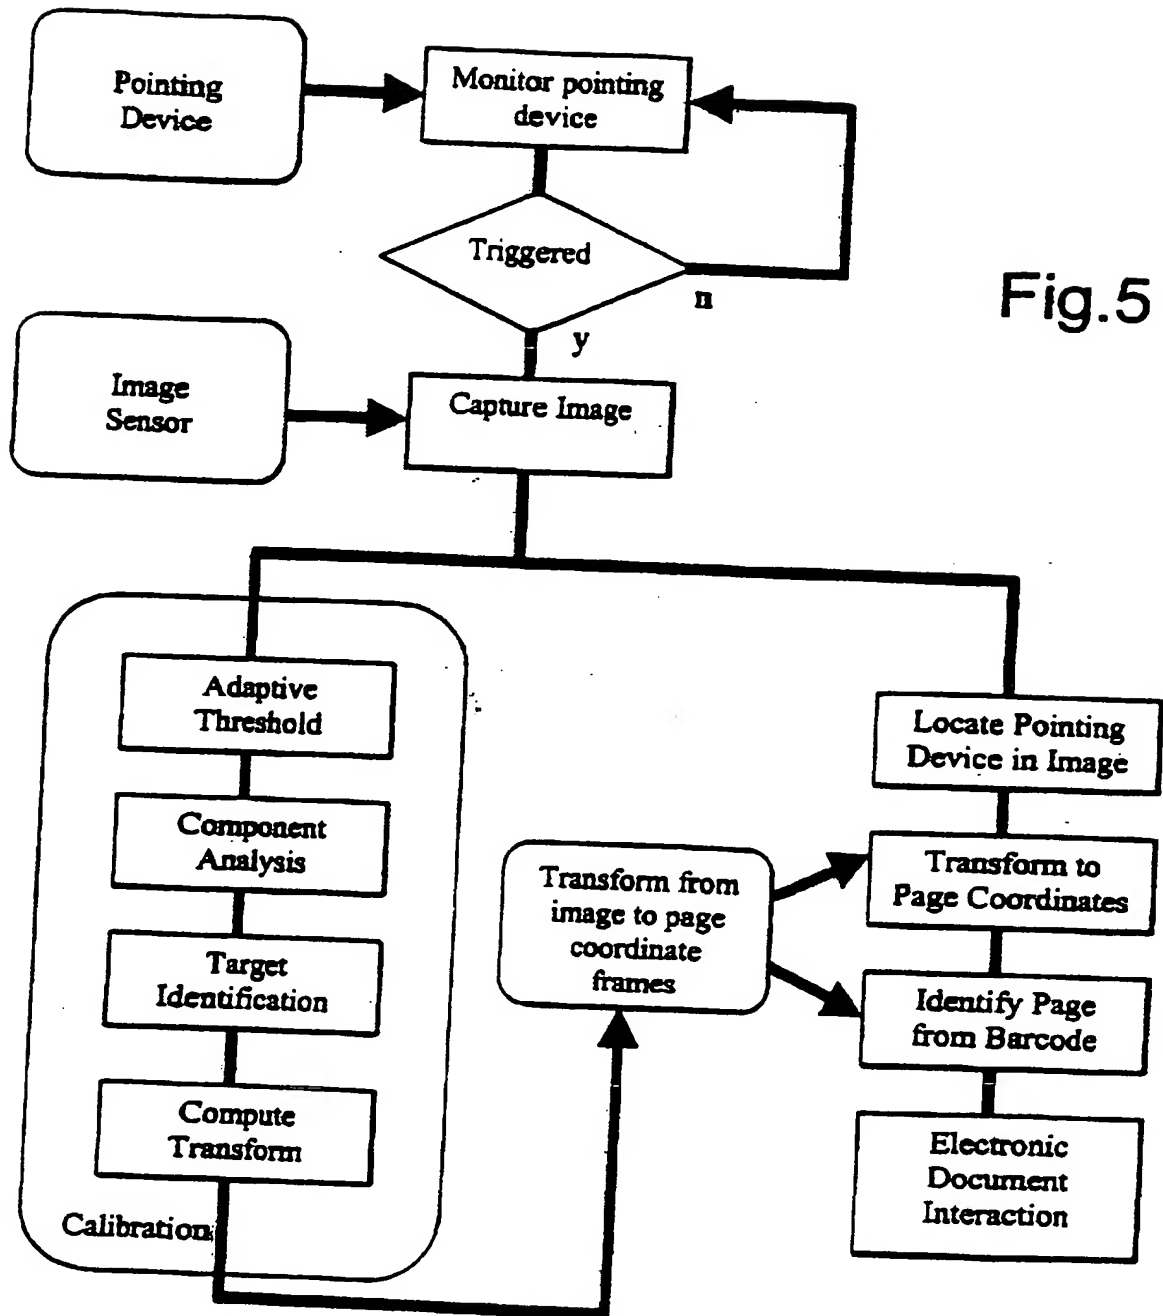 Pointing
Device
Monitor pointing
device
Triggered
n
y
Fig.5
Image
Sensor
Capture Image
Adaptive
Threshold
Component
Analysis
Target
Identification
Compute
Transform
Calibration
Transform from
image to page
coordinate
frames
Locate Pointing
Device in Image
Transform to
Page Coordinates
Identify Page
from Barcode
Electronic
Document
Interaction